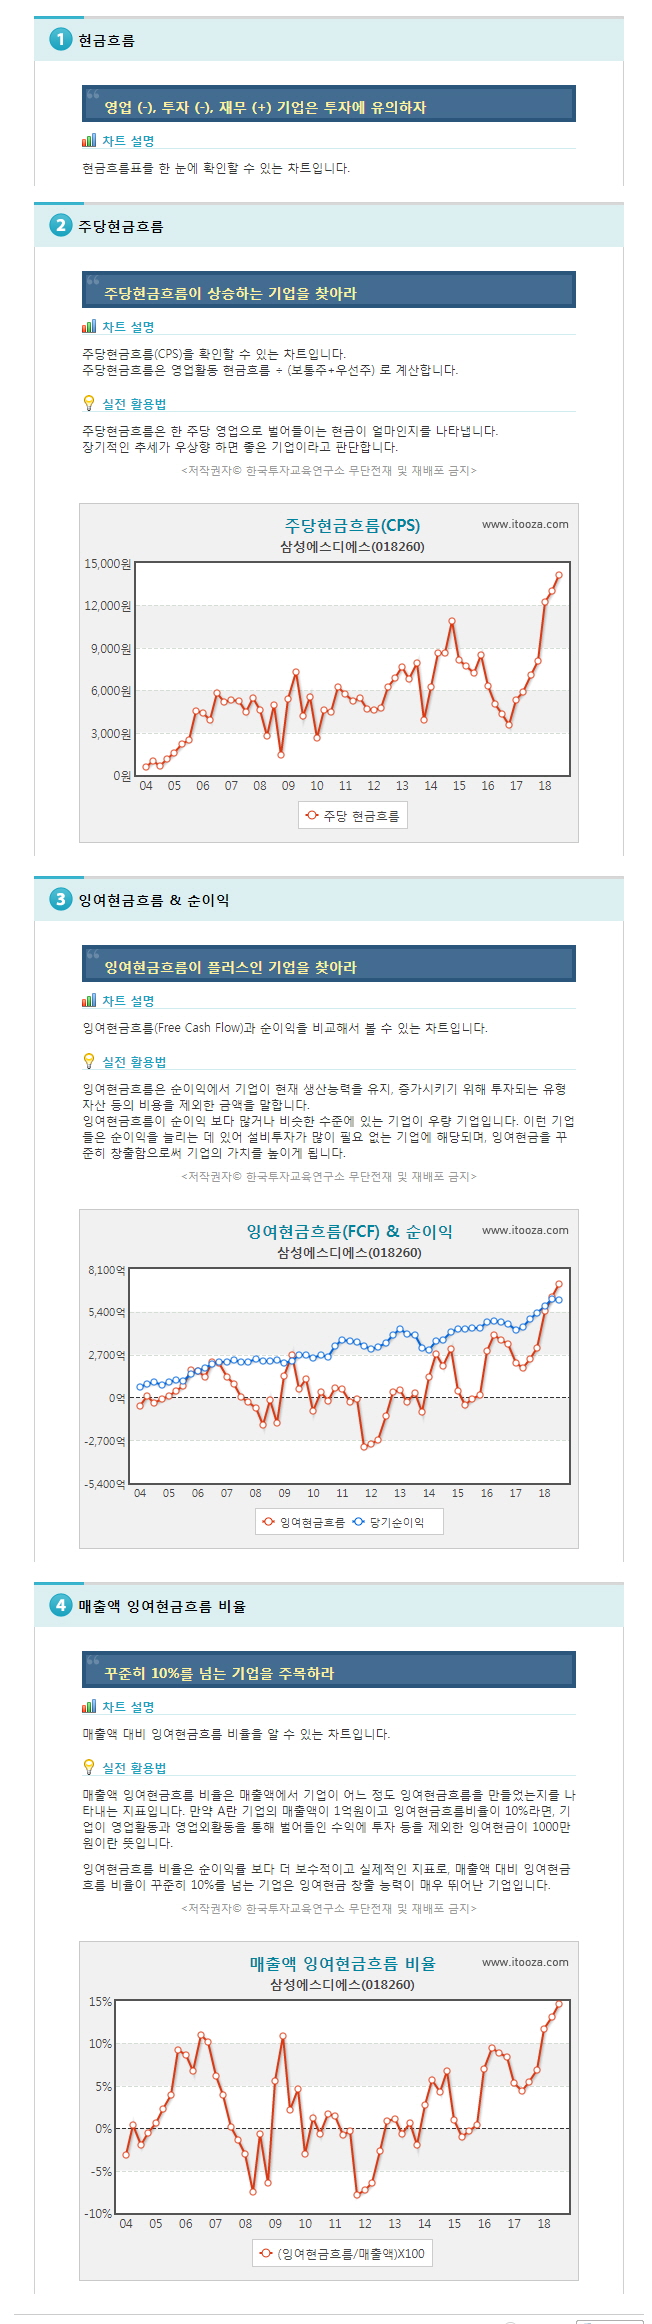 1 현금흐름
영업 (-), 투자 (-), 재무 (+) 기업은 투자에 유의하자
차트 설명
현금흐름표를 한 눈에 확인할 수 있는 차트입니다.
2 주당현금흐름
주당현금흐름이 상승하는 기업을 찾아라
차트 설명
주당현금흐름(CPS)을 확인할 수 있는 차트입니다.
주당현금흐름은 영업활동 현금흐름 ÷ (보통주+우선주) 로 계산합니다.
실전 활용법
주당현금흐름은 한 주당 영업으로 벌어들이는 현금이 얼마인지를 나타냅니다.
장기적인 추세가 우상향 하면 좋은 기업이라고 판단합니다.
<저작권자© 한국투자교육연구소 무단전재 및 재배포 금지>
주당현금흐름(CPS) www.itooza.com
삼성에스디에스(018260)
15,000원
12,000원
9,000원
6,000원
3,000원
0원
04 05 06 07 08 09 10 11 12 13 14 15 16 17 18
주당 현금흐름
3 잉여현금흐름 & 순이익
잉여현금흐름이 플러스인 기업을 찾아라
차트 설명
잉여현금흐름(Free Cash Flow)과 순이익을 비교해서 볼 수 있는 차트입니다.
실전 활용법
잉여현금흐름은 순이익에서 기업이 현재 생산능력을 유지, 증가시키기 위해 투자되는 유형
자산 등의 비용을 제외한 금액을 말합니다.
잉여현금흐름이 순이익 보다 많거나 비슷한 수준에 있는 기업이 우량 기업입니다. 이런 기업
들은 순이익을 늘리는 데 있어 설비투자가 많이 필요 없는 기업에 해당되며, 잉여현금을 꾸
준히 창출함으로써 기업의 가치를 높이게 됩니다.
<저작권자© 한국투자교육연구소 무단전재 및 재배포 금지>
잉여현금흐름(FCF) & 순이익 www.itooza.com
삼성에스디에스(018260)
8,100억
5,400억
2,700억
0억
-2,700억
-5,400억
04 05 06 07 08 09 10 11 12 13 14 15 16 17 18
잉여현금흐름 당기순이익
4 매출액 잉여현금흐름 비율
꾸준히 10%를 넘는 기업을 주목하라
차트 설명
매출액 대비 잉여현금흐름 비율을 알 수 있는 차트입니다.
실전 활용법
매출액 잉여현금흐름 비율은 매출액에서 기업이 어느 정도 잉여현금흐름을 만들었는지를 나
타내는 지표입니다. 만약 A란 기업의 매출액이 1억원이고 잉여현금흐름비율이 10%라면, 기
업이 영업활동과 영업외활동을 통해 벌어들인 수익에 투자 등을 제외한 잉여현금이 1000만
원이란 뜻입니다.
잉여현금흐름 비율은 순이익률 보다 더 보수적이고 실제적인 지표로, 매출액 대비 잉여현금
흐름 비율이 꾸준히 10%를 넘는 기업은 잉여현금 창출 능력이 매우 뛰어난 기업입니다.
<저작권자© 한국투자교육연구소 무단전재 및 재배포 금지>
매출액 잉여현금흐름 비율 www.itooza.com
삼성에스디에스(018260)
15%
10%
5%
0%
-5%
-10%
04 05 06 07 08 09 10 11 12 13 14 15 16 17 18
(잉여현금흐름/매출액)X100